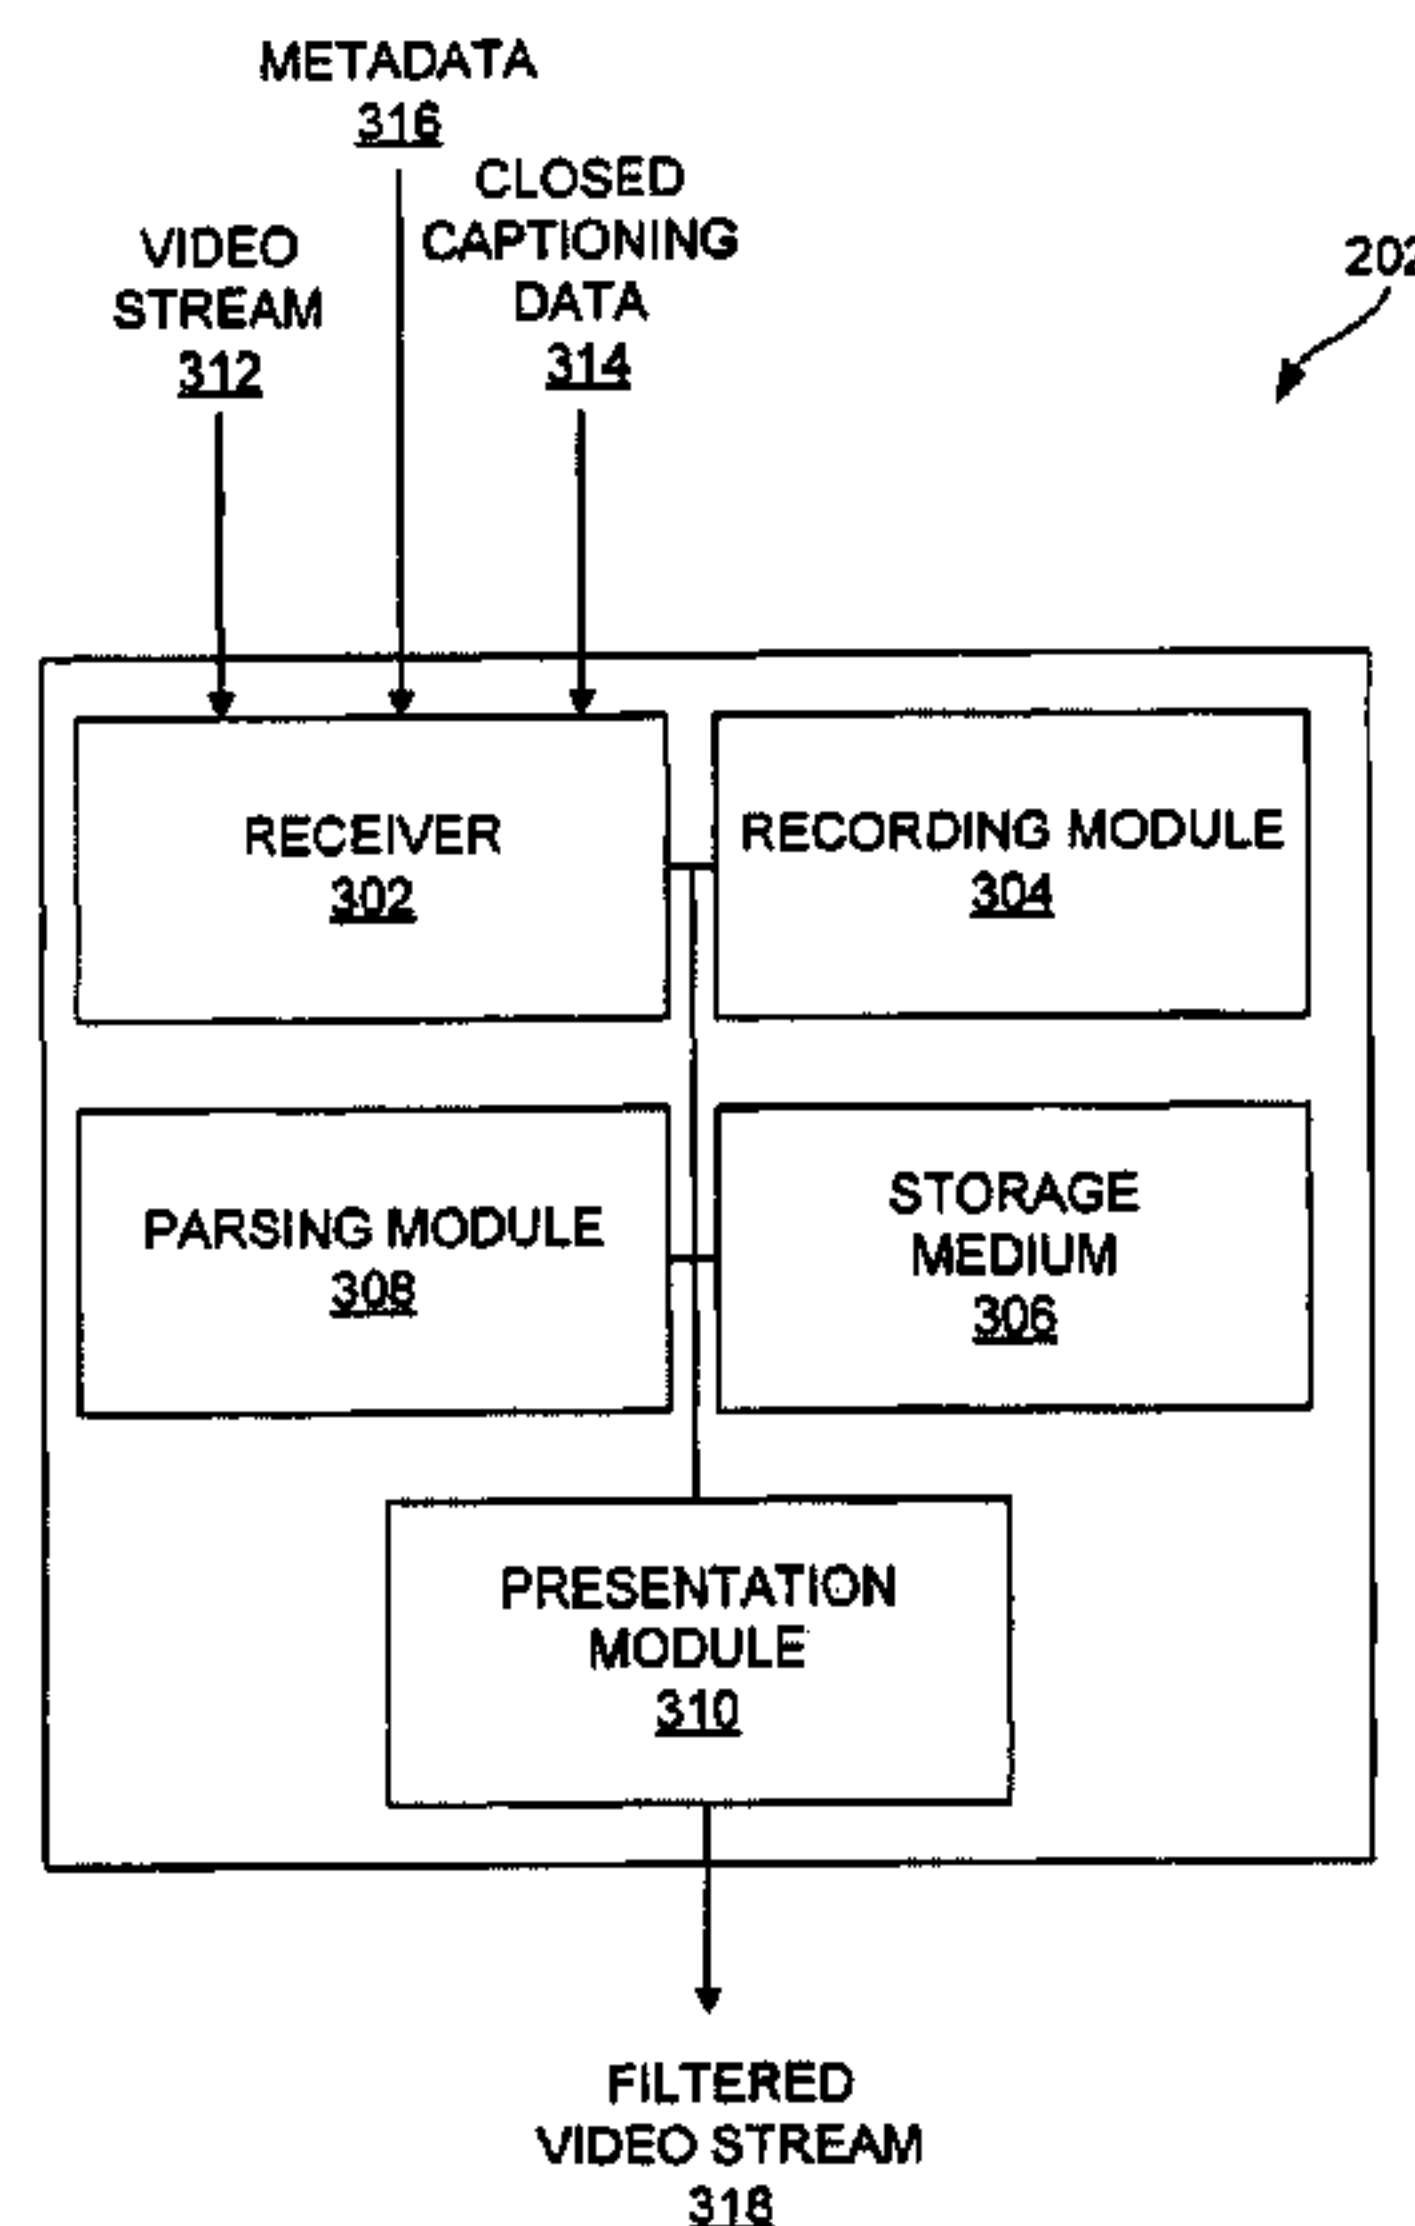 METADATA
316
CLOSED
CAPTIONING
DATA
314
VIDEO
STREAM
312
202
RECEIVER
302
RECORDING MODULE
304
PARSING MODULE
308
STORAGE
MEDIUM
306
PRESENTATION
MODULE
310
FILTERED
VIDEO STREAM
318